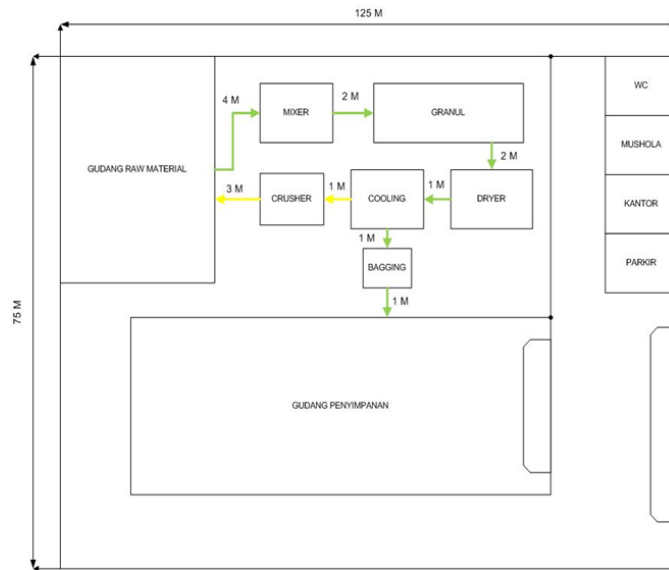 125 M
75 M
GUDANG RAW MATERIAL
4 M
MIXER
2 M
GRANUL
2 M
DRYER
1 M
COOLING
1 M
CRUSHER
3 M
1 M
BAGGING
1 M
GUDANG PENYIMPANAN
WC
MUSHOLA
KANTOR
PARKIR